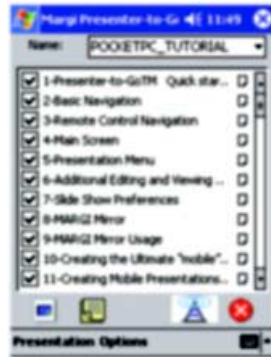 Margi Presenter-to-Go 11:49
Name: POCKETPC_TUTORIAL
1-Presenter-to-GoTM Quick star...
2-Basic Navigation
3-Remote Control Navigation
4-Main Screen
5-Presentation Menu
6-Additional Editing and Viewing ...
7-Slide Show Preferences
8-MARGI Mirror
9-MARGI Mirror Usage
10-Creating the Ultimate "mobile"...
11-Creating Mobile Presentations...
Presentation Options